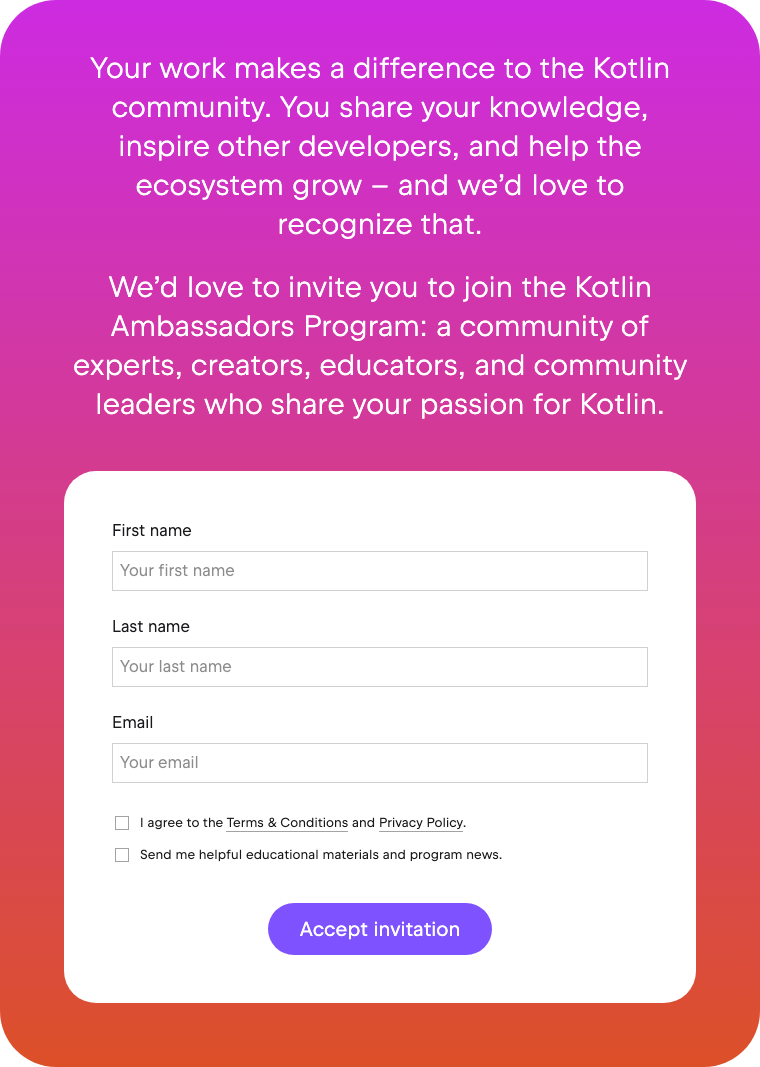 Your work makes a difference to the Kotlin
community. You share your knowledge,
inspire other developers, and help the
ecosystem grow – and we’d love to
recognize that.
We’d love to invite you to join the Kotlin
Ambassadors Program: a community of
experts, creators, educators, and community
leaders who share your passion for Kotlin.
First name
Your first name
Last name
Your last name
Email
Your email
I agree to the Terms & Conditions and Privacy Policy.
Send me helpful educational materials and program news.
Accept invitation